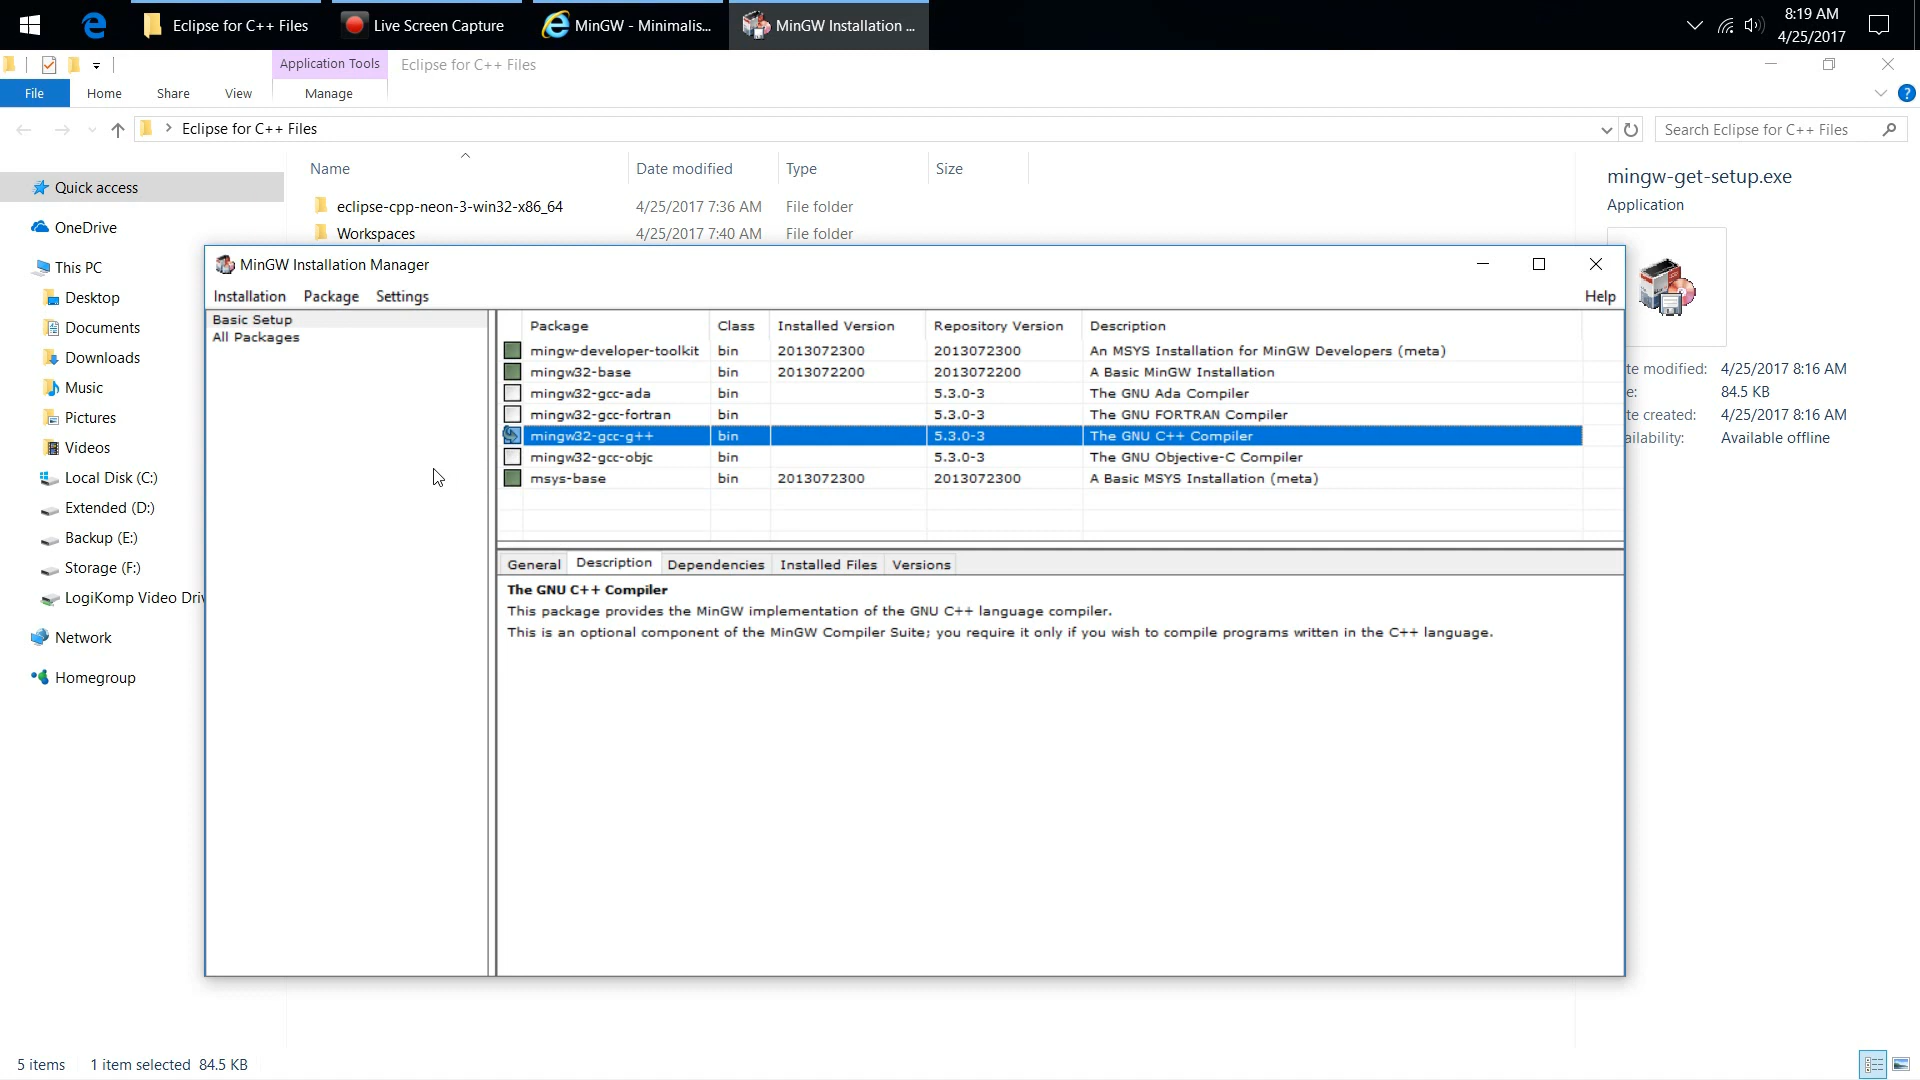 Eclipse for C++ Files
Live Screen Capture
MinGW - Minimalis...
MinGW Installation ...
8:19 AM
4/25/2017
Application Tools
Eclipse for C++ Files
File
Home
Share
View
Manage
Eclipse for C++ Files
Search Eclipse for C++ Files
Name
Date modified
Type
Size
eclipse-cpp-neon-3-win32-x86_64 4/25/2017 7:36 AM File folder
Workspaces 4/25/2017 7:40 AM File folder
Quick access
OneDrive
This PC
Desktop
Documents
Downloads
Music
Pictures
Videos
Local Disk (C:)
Extended (D:)
Backup (E:)
Storage (F:)
LogiKomp Video Driv
Network
Homegroup
MinGW Installation Manager
Installation Package Settings Help
Basic Setup
All Packages
Package Class Installed Version Repository Version Description
mingw-developer-toolkit bin 2013072300 2013072300 An MSYS Installation for MinGW Developers (meta)
mingw32-base bin 2013072200 2013072200 A Basic MinGW Installation
mingw32-gcc-ada bin 5.3.0-3 The GNU Ada Compiler
mingw32-gcc-fortran bin 5.3.0-3 The GNU FORTRAN Compiler
mingw32-gcc-g++ bin 5.3.0-3 The GNU C++ Compiler
mingw32-gcc-objc bin 5.3.0-3 The GNU Objective-C Compiler
msys-base bin 2013072300 2013072300 A Basic MSYS Installation (meta)
General Description Dependencies Installed Files Versions
The GNU C++ Compiler
This package provides the MinGW implementation of the GNU C++ language compiler.
This is an optional component of the MinGW Compiler Suite; you require it only if you wish to compile programs written in the C++ language.
mingw-get-setup.exe
Application
te modified: 4/25/2017 8:16 AM
e: 84.5 KB
te created: 4/25/2017 8:16 AM
ailability: Available offline
5 items 1 item selected 84.5 KB